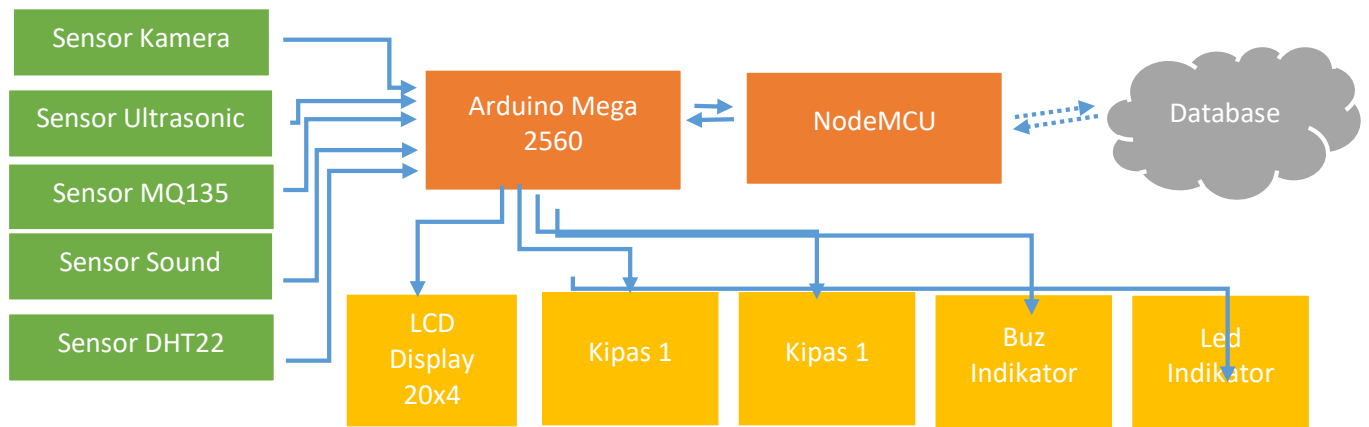 Sensor Kamera
Sensor Ultrasonic
Sensor MQ135
Sensor Sound
Sensor DHT22
Arduino Mega
2560
NodeMCU
Database
LCD
Display
20x4
Kipas 1
Kipas 1
Buz
Indikator
Led
Indikator